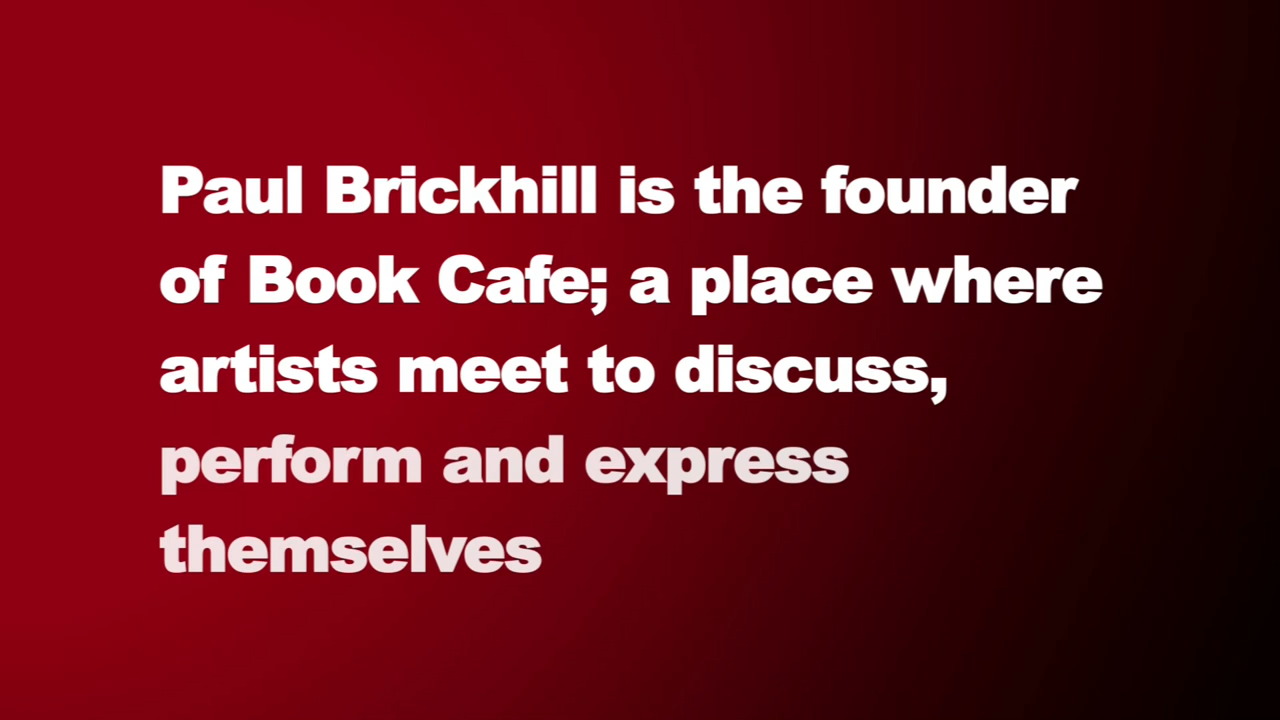 Paul Brickhill is the founder
of Book Cafe; a place where
artists meet to discuss,
perform and express
themselves